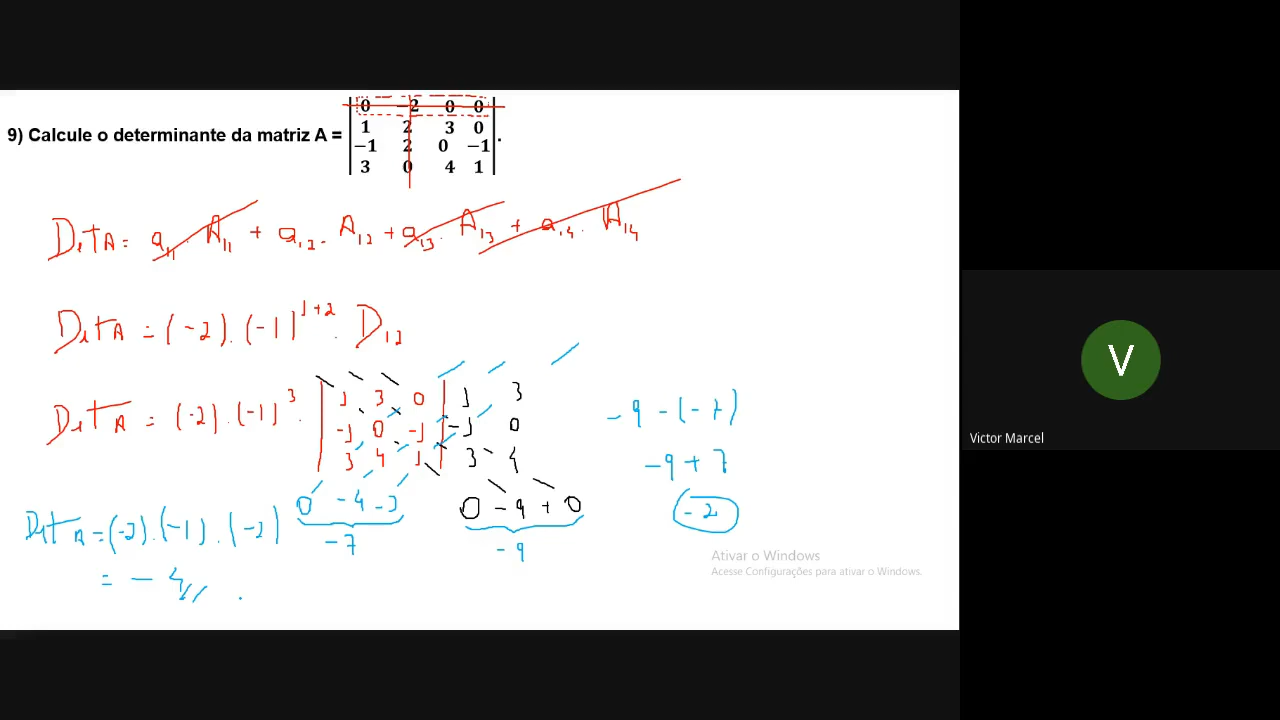 9) Calcule o determinante da matriz A = | 0 −2 0 0 |
| 1 2 3 0 |
| −1 2 0 −1 |
| 3 0 4 1 | .
Det A = a11 . A11 + a12 . A12 + a13 . A13 + a14 . A14
Det A = (-2) . (-1)^1+2 . D12
Det A = (-2) . (-1)^3 . | 1 3 0 | 1 3
| -1 0 -1 | -1 0
| 3 4 1 | 3 4
0 - 4 - 3
-7
0 - 9 + 0
-9
-9 - (-7)
-9 + 7
-2
Det A = (-2) . (-1) . (-2)
= -4
Ativar o Windows
Acesse Configurações para ativar o Windows.
V
Victor Marcel